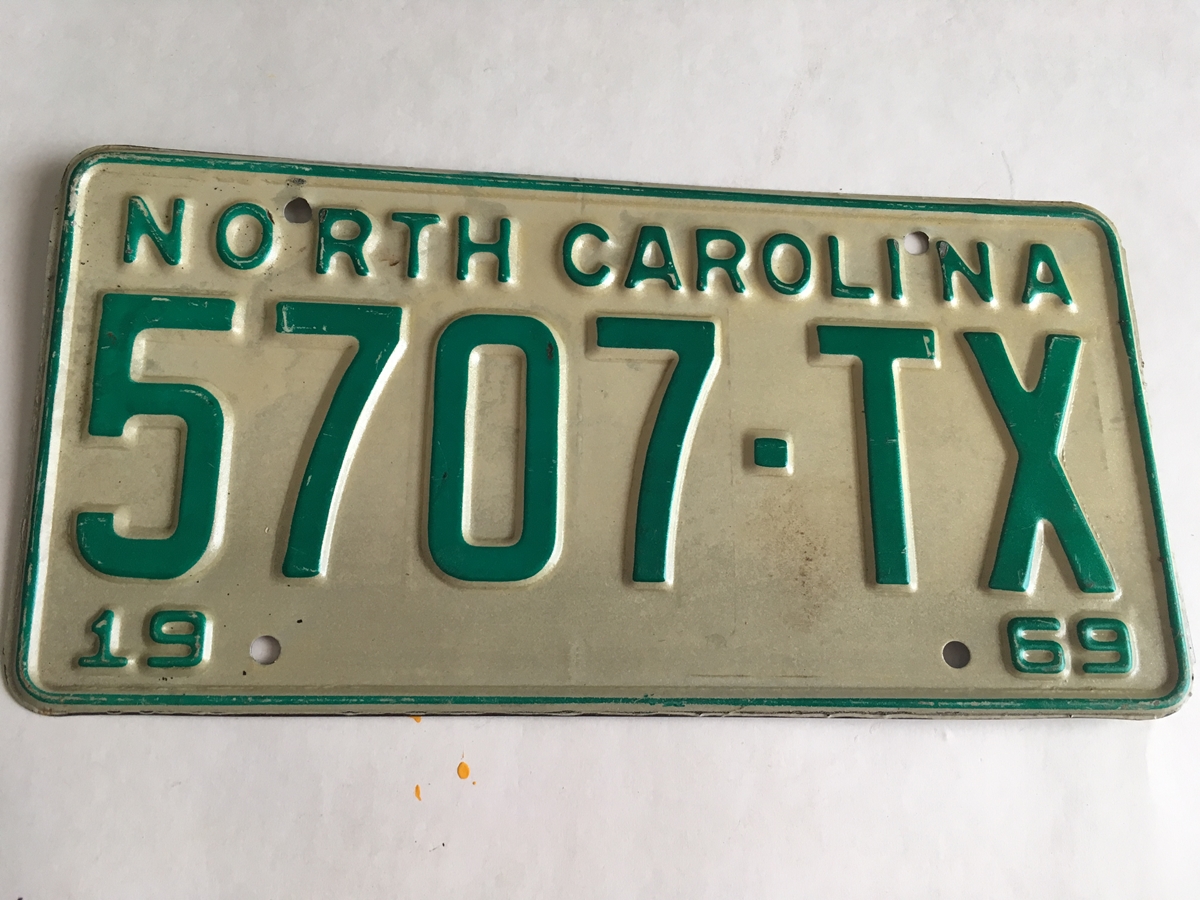 NORTH CAROLINA
5707·TX
19 69